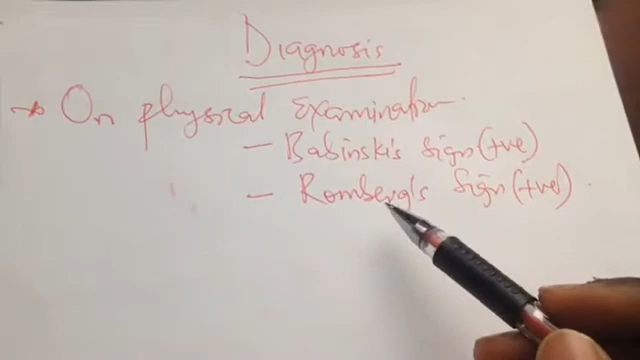 Diagnosis
→ On physical Examination.
– Babinski's sign (+ve)
– Romberg's sign (+ve)